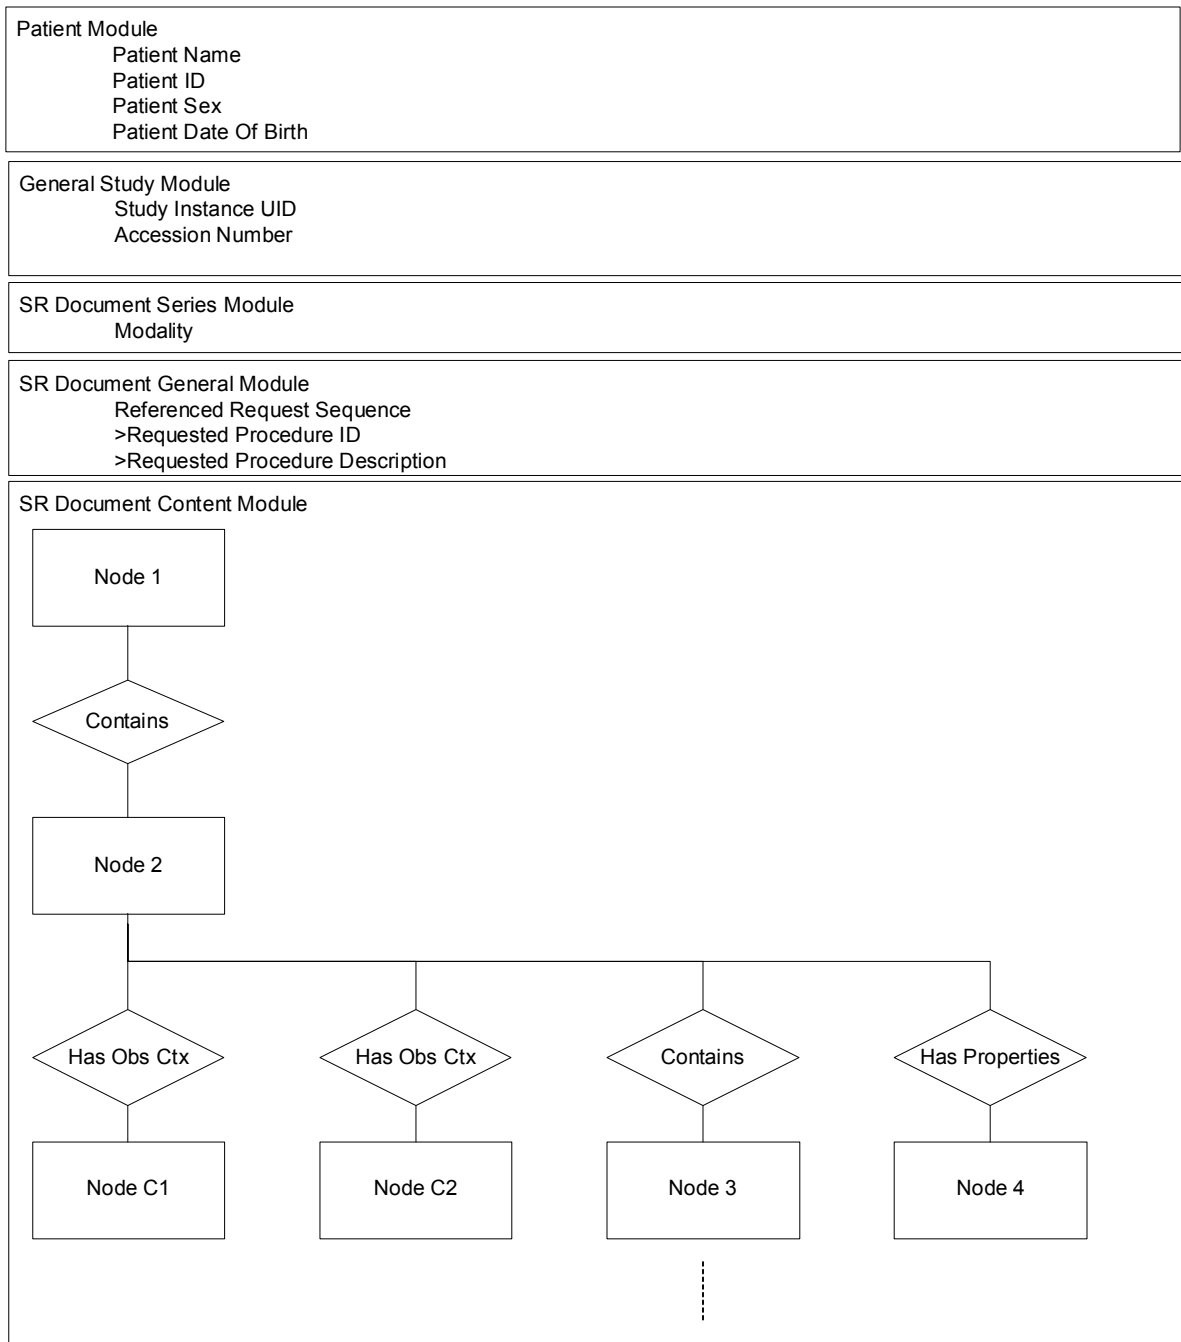 Patient Module
Patient Name
Patient ID
Patient Sex
Patient Date Of Birth
General Study Module
Study Instance UID
Accession Number
SR Document Series Module
Modality
SR Document General Module
Referenced Request Sequence
>Requested Procedure ID
>Requested Procedure Description
SR Document Content Module
Node 1
Contains
Node 2
Has Obs Ctx
Has Obs Ctx
Contains
Has Properties
Node C1
Node C2
Node 3
Node 4